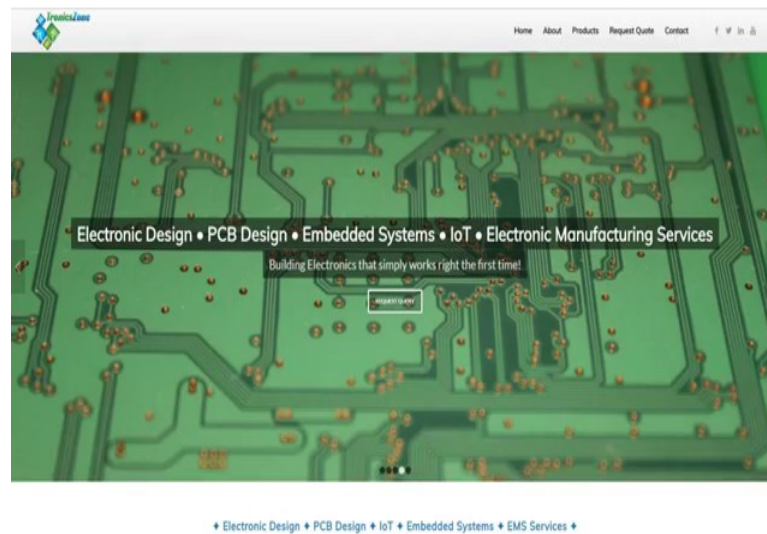 TronicsZone
Home About Products Request Quote Contact
Electronic Design • PCB Design • Embedded Systems • IoT • Electronic Manufacturing Services
Building Electronics that simply works right the first time!
REQUEST QUOTE
✦ Electronic Design ✦ PCB Design ✦ IoT ✦ Embedded Systems ✦ EMS Services ✦